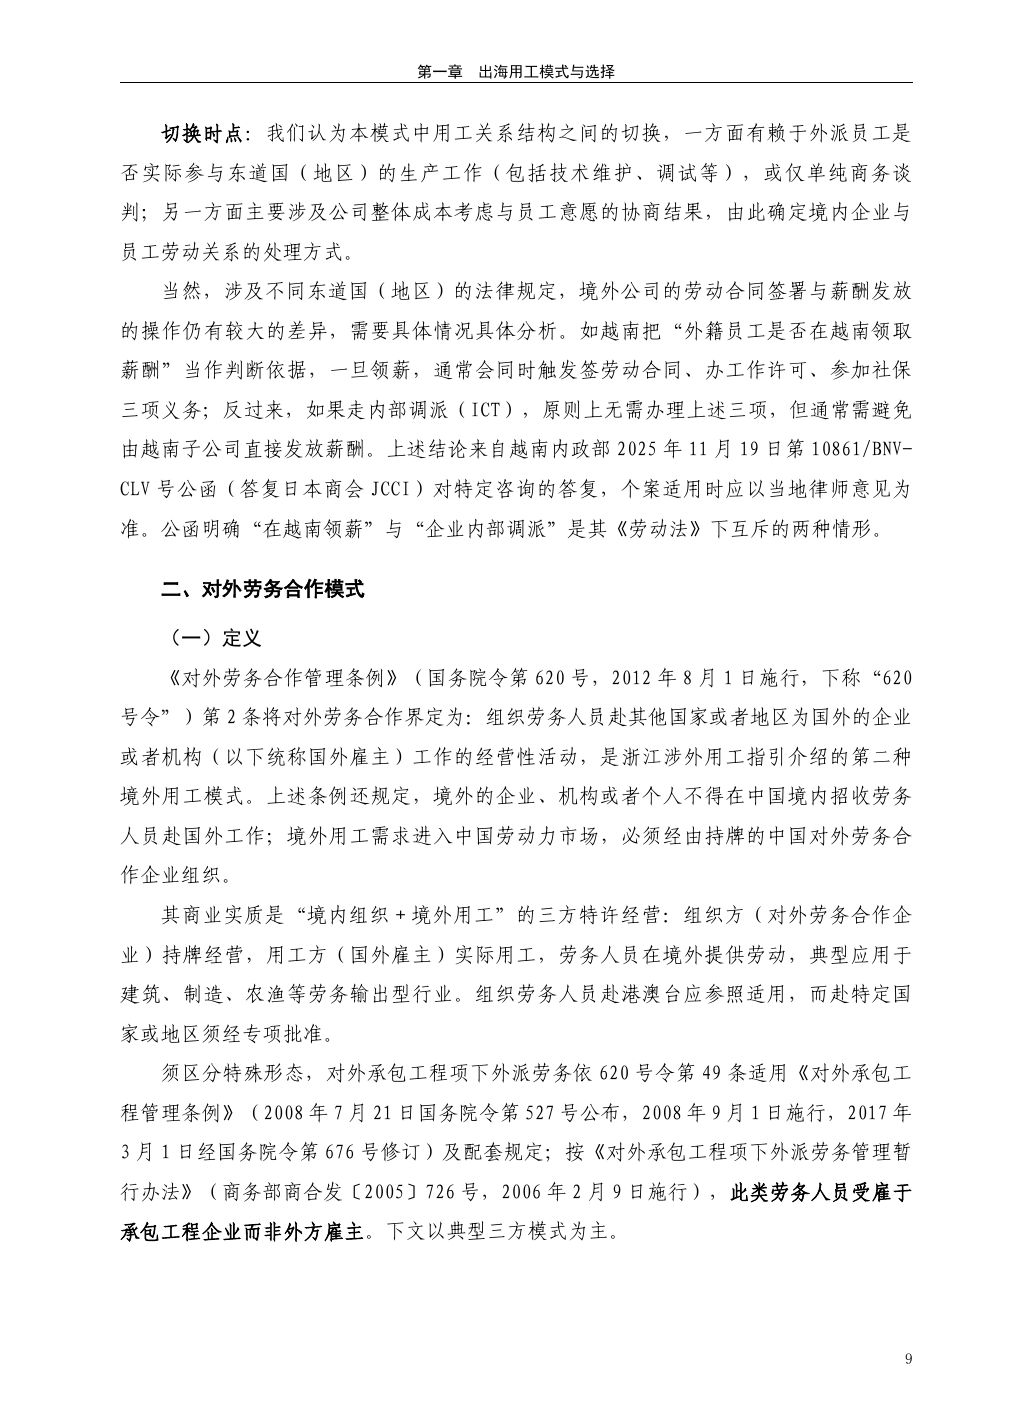 第一章　出海用工模式与选择
切换时点：我们认为本模式中用工关系结构之间的切换，一方面有赖于外派员工是
否实际参与东道国（地区）的生产工作（包括技术维护、调试等），或仅单纯商务谈
判；另一方面主要涉及公司整体成本考虑与员工意愿的协商结果，由此确定境内企业与
员工劳动关系的处理方式。
当然，涉及不同东道国（地区）的法律规定，境外公司的劳动合同签署与薪酬发放
的操作仍有较大的差异，需要具体情况具体分析。如越南把“外籍员工是否在越南领取
薪酬”当作判断依据，一旦领薪，通常会同时触发签劳动合同、办工作许可、参加社保
三项义务；反过来，如果走内部调派（ICT），原则上无需办理上述三项，但通常需避免
由越南子公司直接发放薪酬。上述结论来自越南内政部 2025 年 11 月 19 日第 10861/BNV-
CLV 号公函（答复日本商会 JCCI）对特定咨询的答复，个案适用时应以当地律师意见为
准。公函明确“在越南领薪”与“企业内部调派”是其《劳动法》下互斥的两种情形。
二、对外劳务合作模式
（一）定义
《对外劳务合作管理条例》（国务院令第 620 号，2012 年 8 月 1 日施行，下称“620
号令”）第 2 条将对外劳务合作界定为：组织劳务人员赴其他国家或者地区为国外的企业
或者机构（以下统称国外雇主）工作的经营性活动，是浙江涉外用工指引介绍的第二种
境外用工模式。上述条例还规定，境外的企业、机构或者个人不得在中国境内招收劳务
人员赴国外工作；境外用工需求进入中国劳动力市场，必须经由持牌的中国对外劳务合
作企业组织。
其商业实质是“境内组织 + 境外用工”的三方特许经营：组织方（对外劳务合作企
业）持牌经营，用工方（国外雇主）实际用工，劳务人员在境外提供劳动，典型应用于
建筑、制造、农渔等劳务输出型行业。组织劳务人员赴港澳台应参照适用，而赴特定国
家或地区须经专项批准。
须区分特殊形态，对外承包工程项下外派劳务依 620 号令第 49 条适用《对外承包工
程管理条例》（2008 年 7 月 21 日国务院令第 527 号公布，2008 年 9 月 1 日施行，2017 年
3 月 1 日经国务院令第 676 号修订）及配套规定；按《对外承包工程项下外派劳务管理暂
行办法》（商务部商合发〔2005〕726 号，2006 年 2 月 9 日施行），此类劳务人员受雇于
承包工程企业而非外方雇主。下文以典型三方模式为主。
9